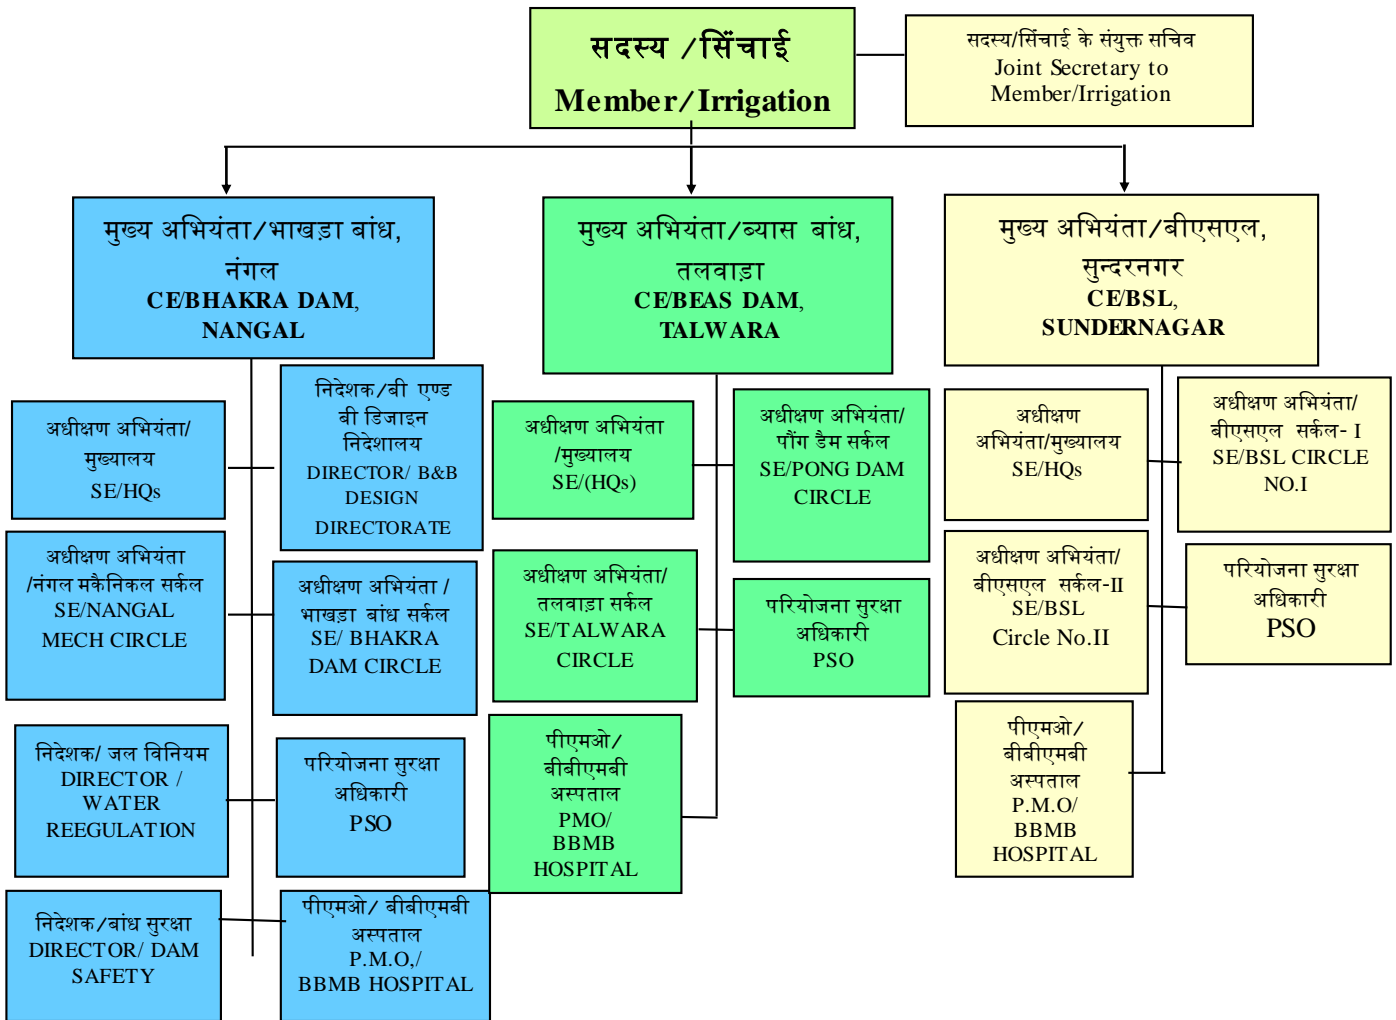 सदस्य /सिंचाई
Member/Irrigation
सदस्य/सिंचाई के संयुक्त सचिव
Joint Secretary to
Member/Irrigation
मुख्य अभियंता/भाखड़ा बांध,
नंगल
CE/BHAKRA DAM,
NANGAL
मुख्य अभियंता/ब्यास बांध,
तलवाड़ा
CE/BEAS DAM,
TALWARA
मुख्य अभियंता/बीएसएल,
सुन्दरनगर
CE/BSL,
SUNDERNAGAR
अधीक्षण अभियंता/
मुख्यालय
SE/HQs
निदेशक/बी एण्ड
बी डिजाइन
निदेशालय
DIRECTOR/ B&B
DESIGN
DIRECTORATE
अधीक्षण अभियंता
/नंगल मकैनिकल सर्कल
SE/NANGAL
MECH CIRCLE
अधीक्षण अभियंता /
भाखड़ा बांध सर्कल
SE/ BHAKRA
DAM CIRCLE
निदेशक/ जल विनियम
DIRECTOR /
WATER
REEGULATION
परियोजना सुरक्षा
अधिकारी
PSO
निदेशक/बांध सुरक्षा
DIRECTOR/ DAM
SAFETY
पीएमओ/ बीबीएमबी
अस्पताल
P.M.O,/
BBMB HOSPITAL
अधीक्षण अभियंता
/मुख्यालय
SE/(HQs)
अधीक्षण अभियंता/
पौंग डैम सर्कल
SE/PONG DAM
CIRCLE
अधीक्षण अभियंता/
तलवाड़ा सर्कल
SE/TALWARA
CIRCLE
परियोजना सुरक्षा
अधिकारी
PSO
पीएमओ/
बीबीएमबी
अस्पताल
PMO/
BBMB
HOSPITAL
अधीक्षण
अभियंता/मुख्यालय
SE/HQs
अधीक्षण अभियंता/
बीएसएल सर्कल- I
SE/BSL CIRCLE
NO.I
अधीक्षण अभियंता/
बीएसएल सर्कल-II
SE/BSL
Circle No.II
परियोजना सुरक्षा
अधिकारी
PSO
पीएमओ/
बीबीएमबी
अस्पताल
P.M.O/
BBMB
HOSPITAL